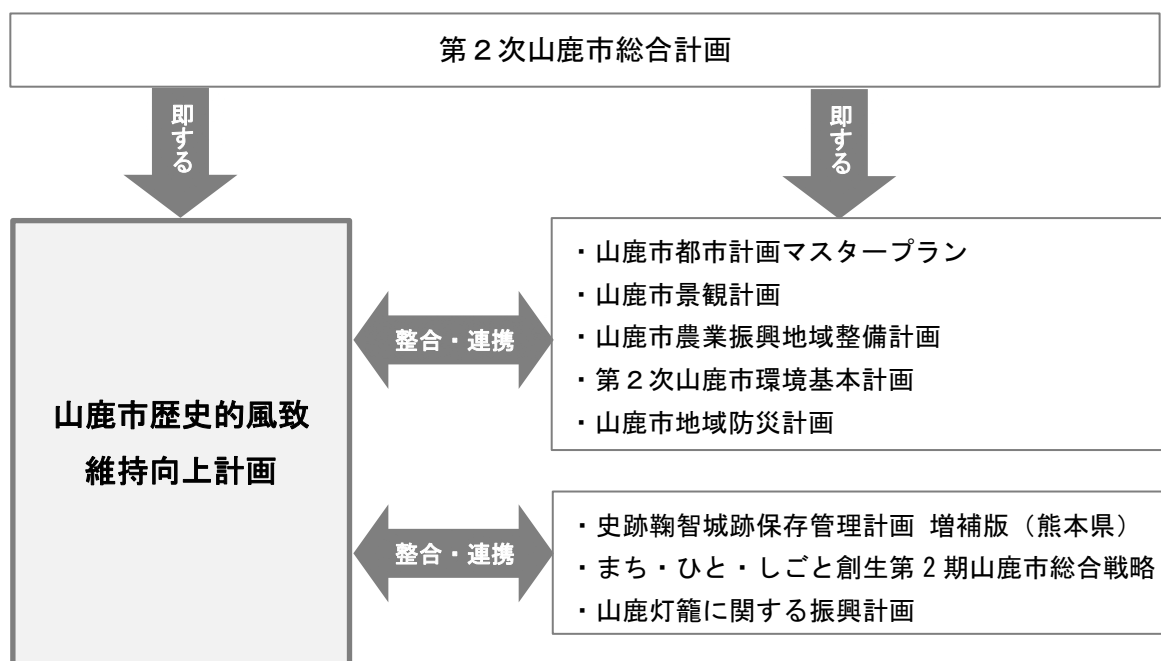 第２次山鹿市総合計画
即する
即する
山鹿市歴史的風致
維持向上計画
整合・連携
・山鹿市都市計画マスタープラン
・山鹿市景観計画
・山鹿市農業振興地域整備計画
・第２次山鹿市環境基本計画
・山鹿市地域防災計画
整合・連携
・史跡鞠智城跡保存管理計画 増補版（熊本県）
・まち・ひと・しごと創生第２期山鹿市総合戦略
・山鹿灯籠に関する振興計画